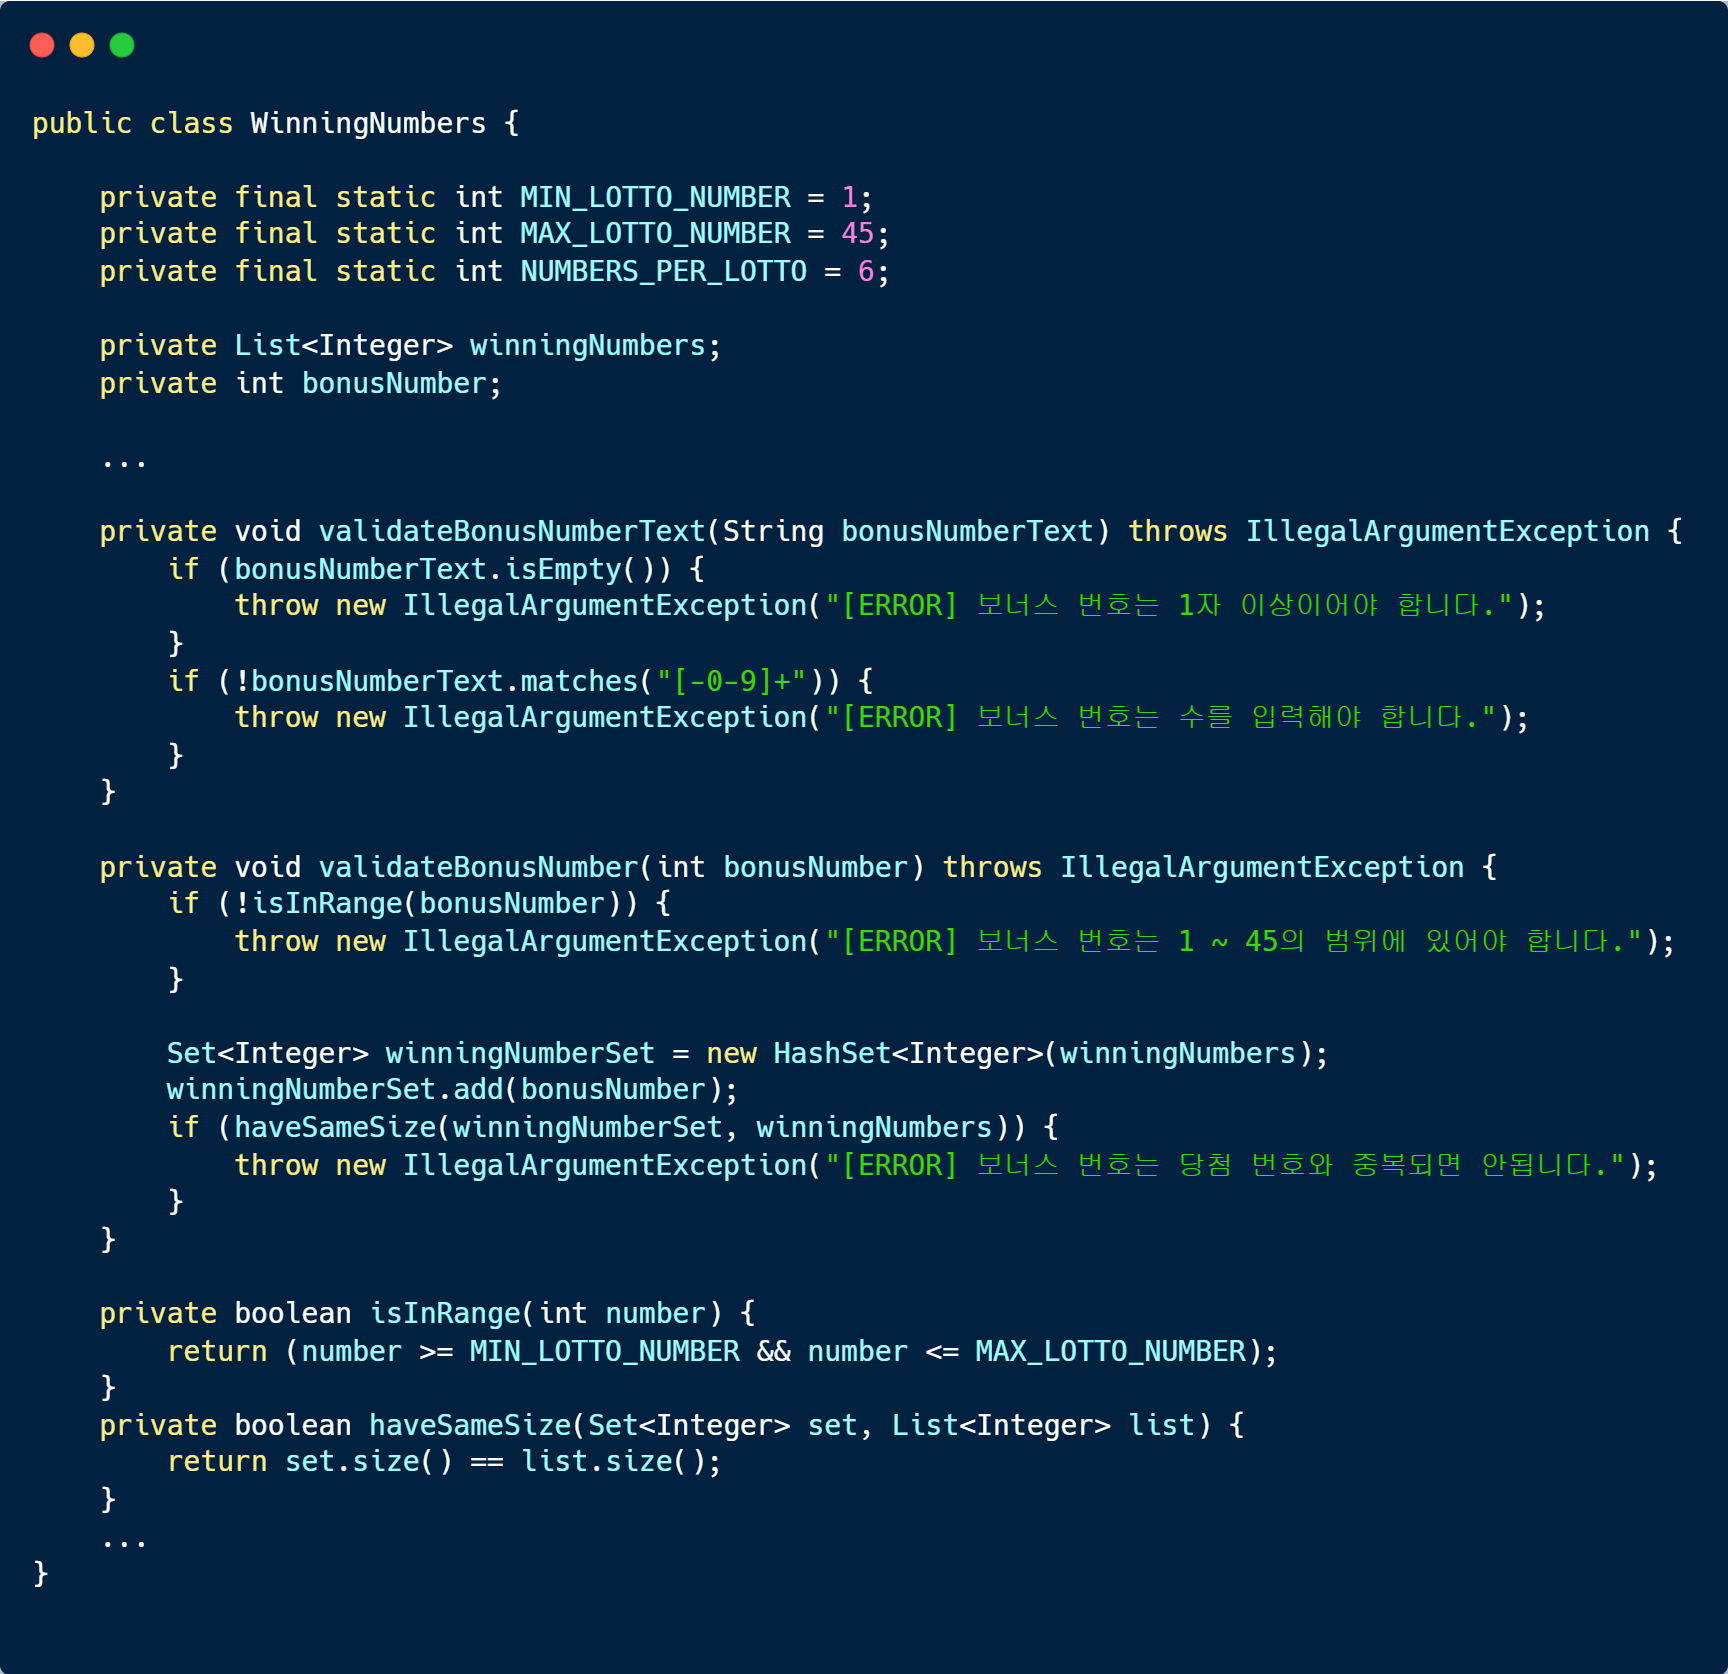 public class WinningNumbers {
private final static int MIN_LOTTO_NUMBER = 1;
private final static int MAX_LOTTO_NUMBER = 45;
private final static int NUMBERS_PER_LOTTO = 6;
private List<Integer> winningNumbers;
private int bonusNumber;
...
private void validateBonusNumberText(String bonusNumberText) throws IllegalArgumentException {
if (bonusNumberText.isEmpty()) {
throw new IllegalArgumentException("[ERROR] 보너스 번호는 1자 이상이어야 합니다.");
}
if (!bonusNumberText.matches("[-0-9]+")) {
throw new IllegalArgumentException("[ERROR] 보너스 번호는 수를 입력해야 합니다.");
}
}
private void validateBonusNumber(int bonusNumber) throws IllegalArgumentException {
if (!isInRange(bonusNumber)) {
throw new IllegalArgumentException("[ERROR] 보너스 번호는 1 ~ 45의 범위에 있어야 합니다.");
}
Set<Integer> winningNumberSet = new HashSet<Integer>(winningNumbers);
winningNumberSet.add(bonusNumber);
if (haveSameSize(winningNumberSet, winningNumbers)) {
throw new IllegalArgumentException("[ERROR] 보너스 번호는 당첨 번호와 중복되면 안됩니다.");
}
}
private boolean isInRange(int number) {
return (number >= MIN_LOTTO_NUMBER && number <= MAX_LOTTO_NUMBER);
}
private boolean haveSameSize(Set<Integer> set, List<Integer> list) {
return set.size() == list.size();
}
...
}